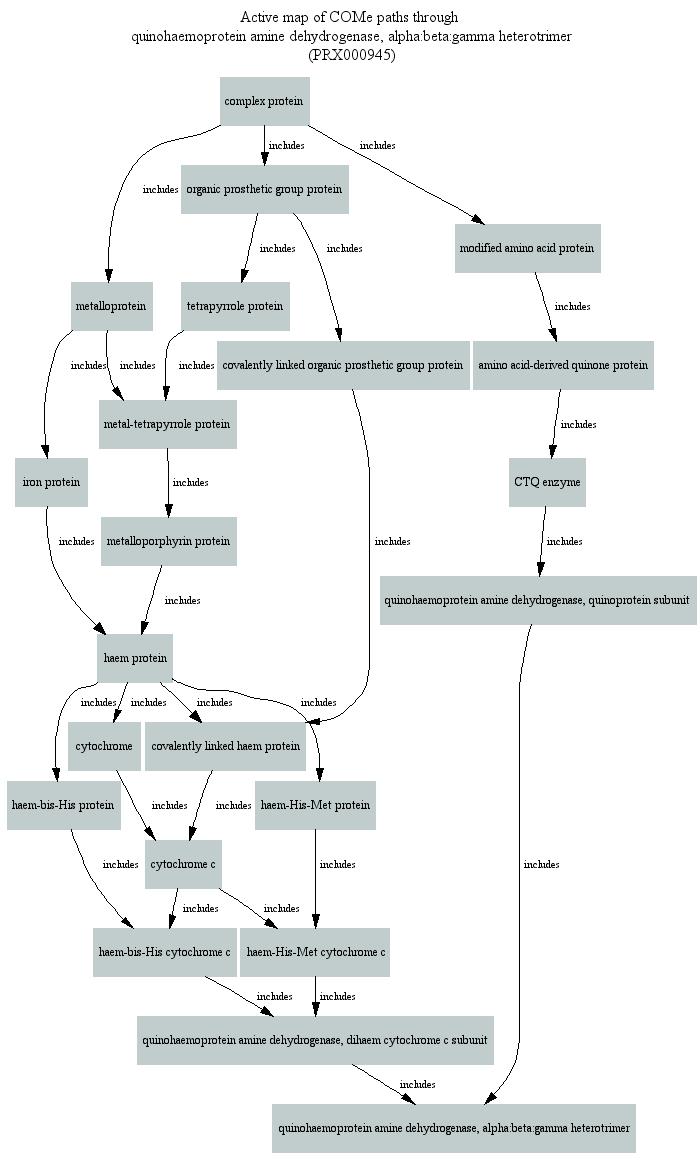 Active map of COMe paths through
quinohaemoprotein amine dehydrogenase, alpha:beta:gamma heterotrimer
(PRX000945)
complex protein
includes
includes
includes
organic prosthetic group protein
includes
includes
modified amino acid protein
metalloprotein
tetrapyrrole protein
includes
includes
includes
includes
covalently linked organic prosthetic group protein
amino acid-derived quinone protein
metal-tetrapyrrole protein
includes
iron protein
includes
CTQ enzyme
metalloporphyrin protein
includes
includes
includes
includes
quinohaemoprotein amine dehydrogenase, quinoprotein subunit
haem protein
includes
includes
includes
includes
cytochrome
covalently linked haem protein
haem-bis-His protein
includes
includes
haem-His-Met protein
cytochrome c
includes
includes
includes
includes
includes
haem-bis-His cytochrome c
haem-His-Met cytochrome c
includes
includes
quinohaemoprotein amine dehydrogenase, dihaem cytochrome c subunit
includes
quinohaemoprotein amine dehydrogenase, alpha:beta:gamma heterotrimer